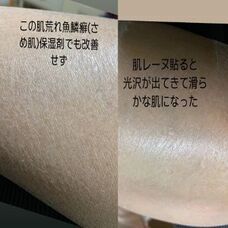 この肌荒れ魚鱗癬(さ
め肌)保湿剤でも改善
せず
肌レーヌ貼ると
光沢が出てきて滑ら
かな肌になった